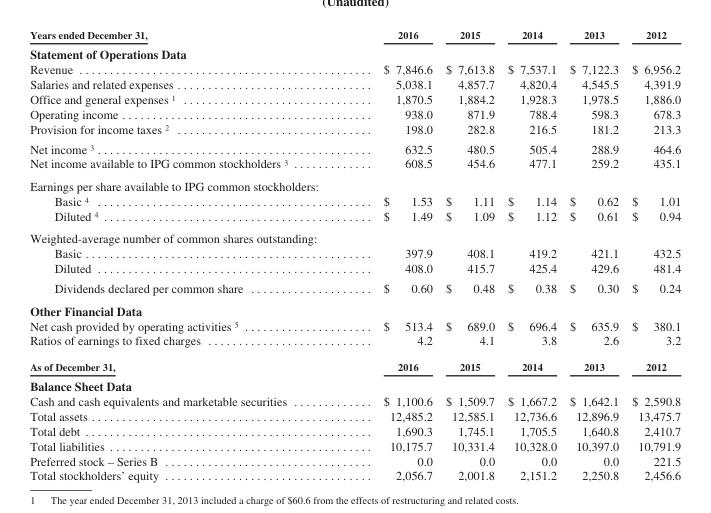 (Unaudited)
Years ended December 31, 2016 2015 2014 2013 2012
Statement of Operations Data
Revenue $ 7,846.6 $ 7,613.8 $ 7,537.1 $ 7,122.3 $ 6,956.2
Salaries and related expenses 5,038.1 4,857.7 4,820.4 4,545.5 4,391.9
Office and general expenses 1 1,870.5 1,884.2 1,928.3 1,978.5 1,886.0
Operating income 938.0 871.9 788.4 598.3 678.3
Provision for income taxes 2 198.0 282.8 216.5 181.2 213.3
Net income 3 632.5 480.5 505.4 288.9 464.6
Net income available to IPG common stockholders 3 608.5 454.6 477.1 259.2 435.1
Earnings per share available to IPG common stockholders:
Basic 4 $ 1.53 $ 1.11 $ 1.14 $ 0.62 $ 1.01
Diluted 4 $ 1.49 $ 1.09 $ 1.12 $ 0.61 $ 0.94
Weighted-average number of common shares outstanding:
Basic 397.9 408.1 419.2 421.1 432.5
Diluted 408.0 415.7 425.4 429.6 481.4
Dividends declared per common share $ 0.60 $ 0.48 $ 0.38 $ 0.30 $ 0.24
Other Financial Data
Net cash provided by operating activities 5 $ 513.4 $ 689.0 $ 696.4 $ 635.9 $ 380.1
Ratios of earnings to fixed charges 4.2 4.1 3.8 2.6 3.2
As of December 31, 2016 2015 2014 2013 2012
Balance Sheet Data
Cash and cash equivalents and marketable securities $ 1,100.6 $ 1,509.7 $ 1,667.2 $ 1,642.1 $ 2,590.8
Total assets 12,485.2 12,585.1 12,736.6 12,896.9 13,475.7
Total debt 1,690.3 1,745.1 1,705.5 1,640.8 2,410.7
Total liabilities 10,175.7 10,331.4 10,328.0 10,397.0 10,791.9
Preferred stock – Series B 0.0 0.0 0.0 0.0 221.5
Total stockholders' equity 2,056.7 2,001.8 2,151.2 2,250.8 2,456.6
1 The year ended December 31, 2013 included a charge of $60.6 from the effects of restructuring and related costs.